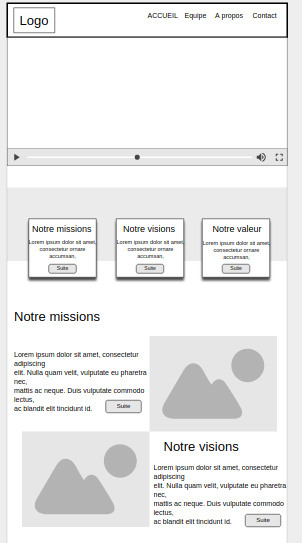 Logo
ACCUEIL Equipe A propos Contact
Notre missions
Lorem ipsum dolor sit amet,
consectetur ornare
accumsan,
Suite
Notre visions
Lorem ipsum dolor sit amet,
consectetur ornare
accumsan,
Suite
Notre valeur
Lorem ipsum dolor sit amet,
consectetur ornare
accumsan,
Suite
Notre missions
Lorem ipsum dolor sit amet, consectetur
adipiscing
elit. Nulla quam velit, vulputate eu pharetra
nec,
mattis ac neque. Duis vulputate commodo
lectus,
ac blandit elit tincidunt id.
Suite
Notre visions
Lorem ipsum dolor sit amet, consectetur
adipiscing
elit. Nulla quam velit, vulputate eu pharetra
nec,
mattis ac neque. Duis vulputate commodo
lectus,
ac blandit elit tincidunt id.
Suite